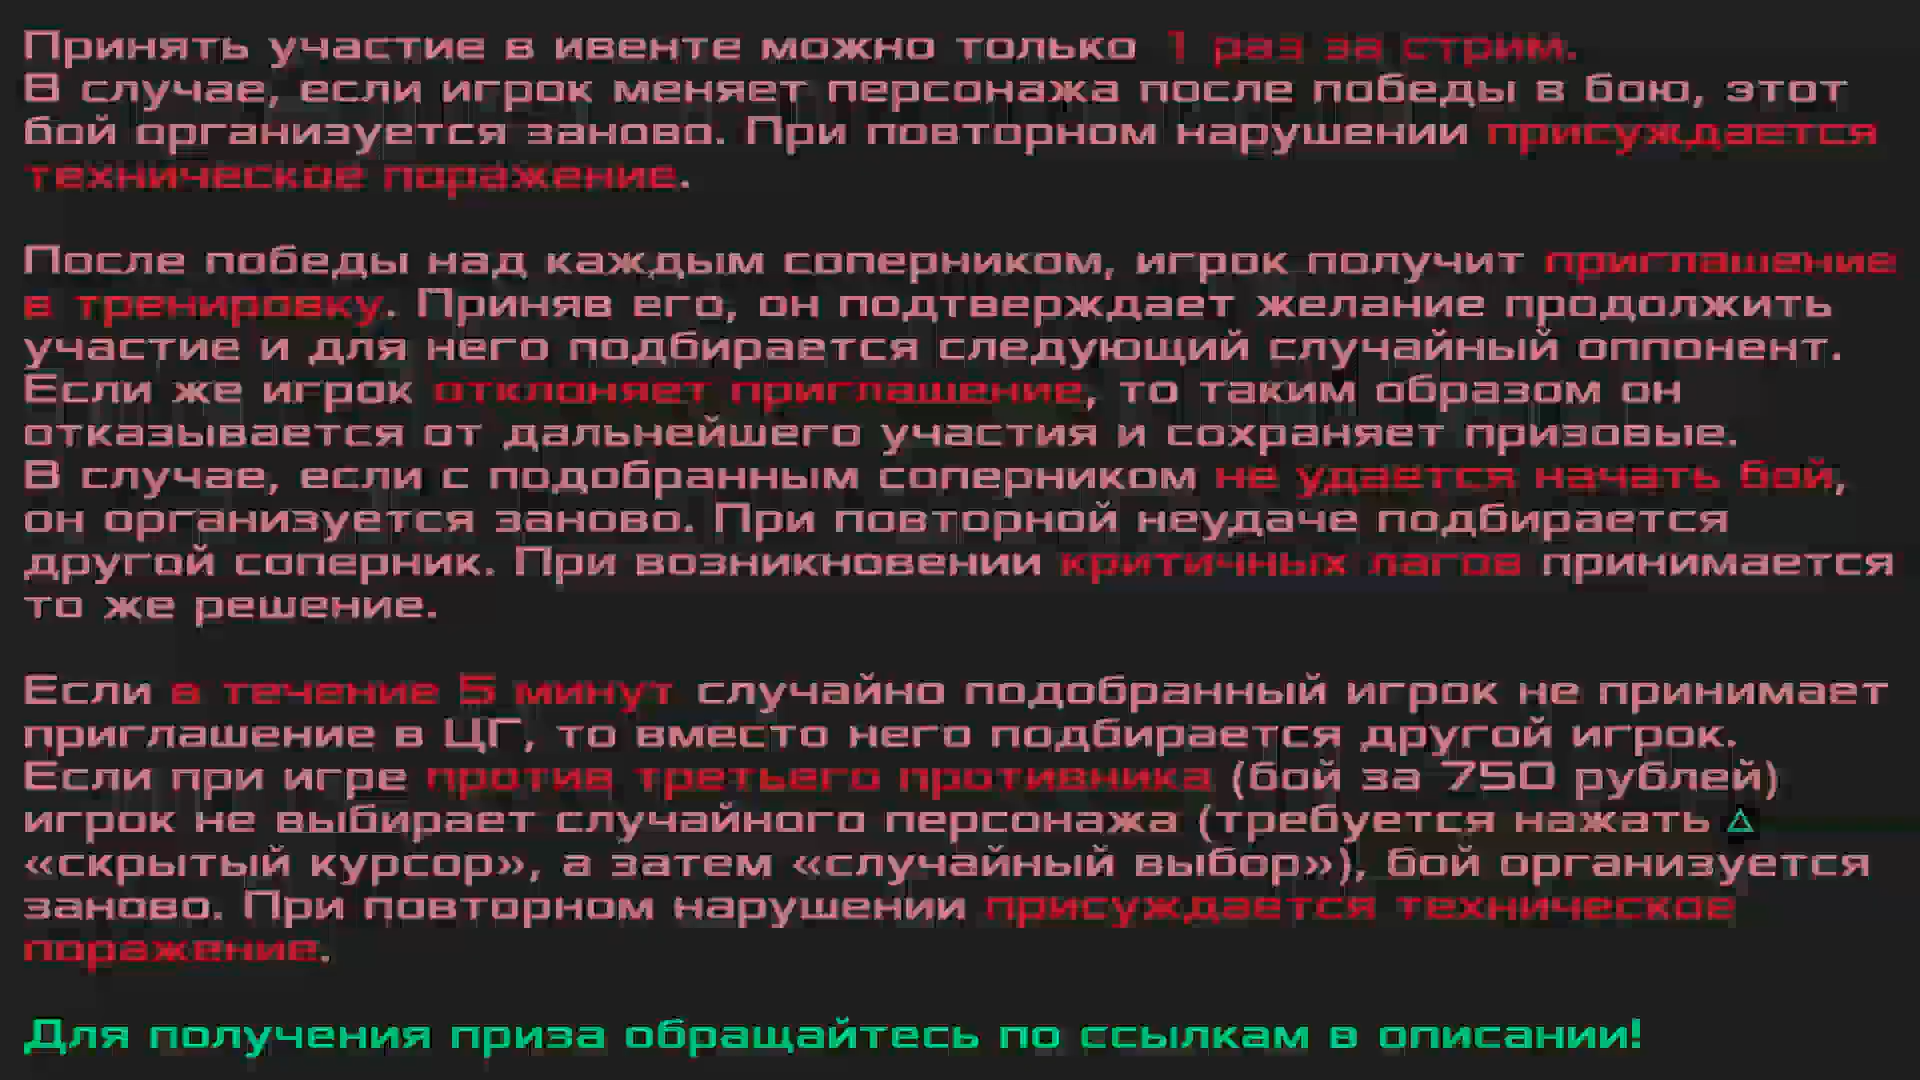 Принять участие в ивенте можно только 1 раз за стрим.
В случае, если игрок меняет персонажа после победы в бою, этот
бой организуется заново. При повторном нарушении присуждается
техническое поражение.
После победы над каждым соперником, игрок получит приглашение
в тренировку. Приняв его, он подтверждает желание продолжить
участие и для него подбирается следующий случайный оппонент.
Если же игрок отклоняет приглашение, то таким образом он
отказывается от дальнейшего участия и сохраняет призовые.
В случае, если с подобранным соперником не удается начать бой,
он организуется заново. При повторной неудаче подбирается
другой соперник. При возникновении критичных лагов принимается
то же решение.
Если в течение 5 минут случайно подобранный игрок не принимает
приглашение в ЦГ, то вместо него подбирается другой игрок.
Если при игре против третьего противника (бой за 750 рублей)
игрок не выбирает случайного персонажа (требуется нажать △
«скрытый курсор», а затем «случайный выбор»), бой организуется
заново. При повторном нарушении присуждается техническое
поражение.
Для получения приза обращайтесь по ссылкам в описании!